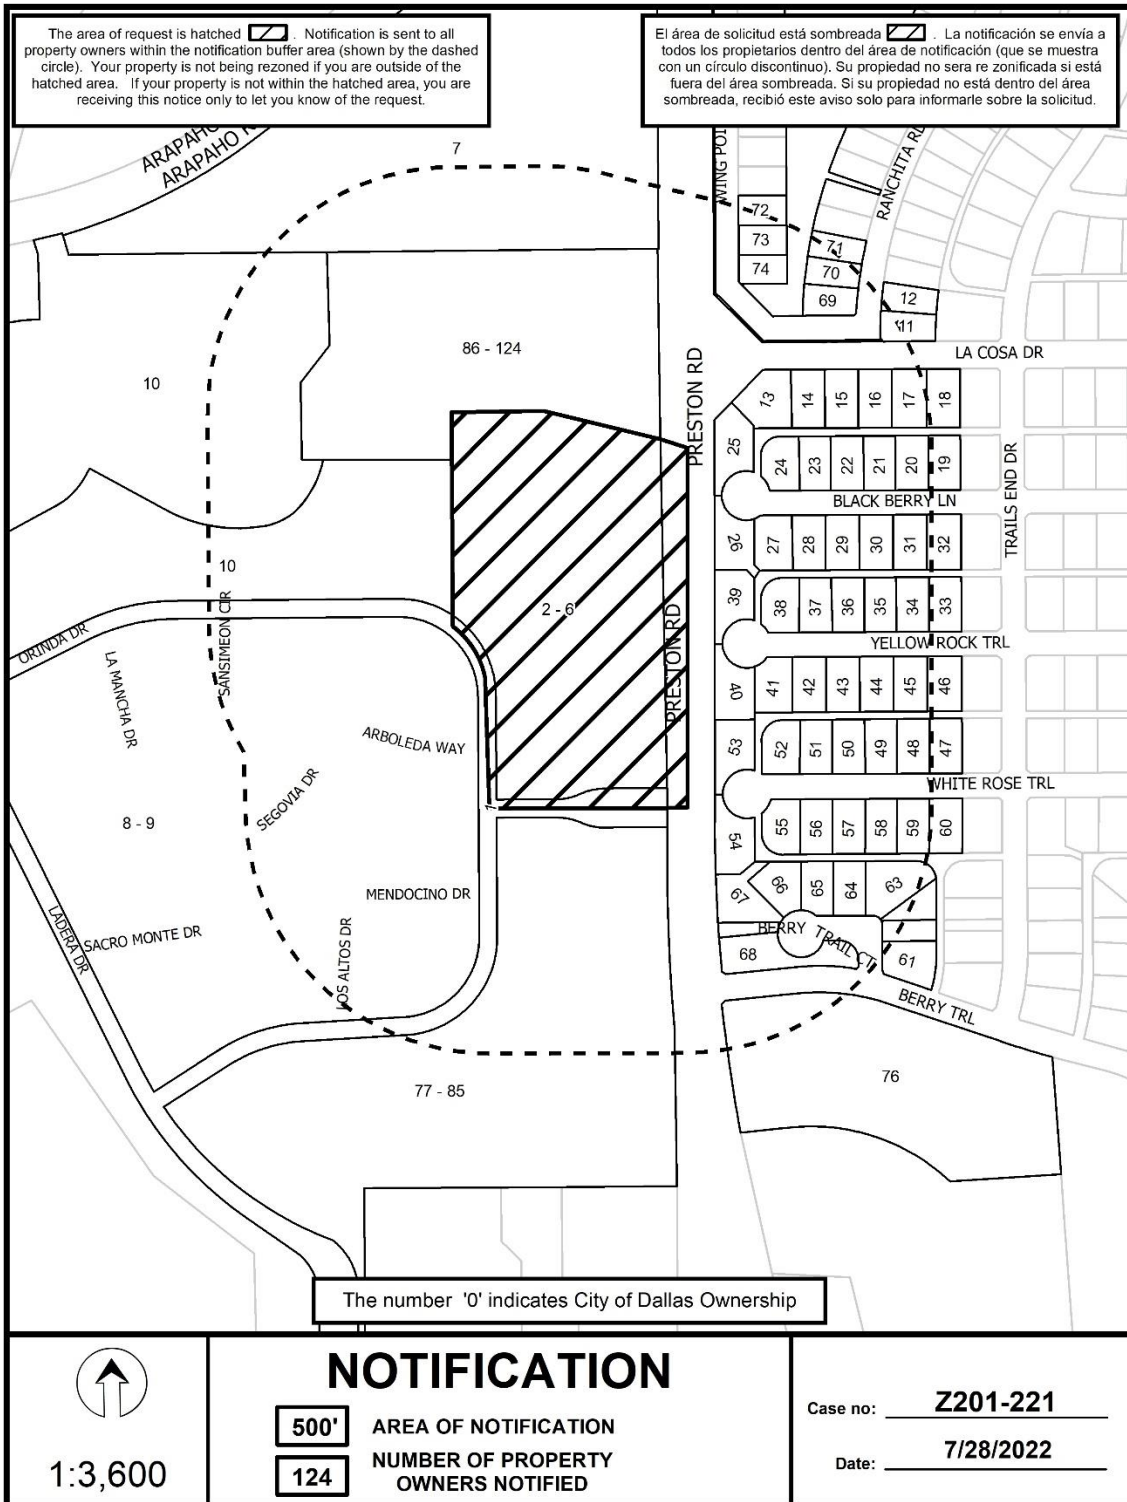 The area of request is hatched . Notification is sent to all
property owners within the notification buffer area (shown by the dashed
circle). Your property is not being rezoned if you are outside of the
hatched area. If your property is not within the hatched area, you are
receiving this notice only to let you know of the request.
El área de solicitud está sombreada . La notificación se envía a
todos los propietarios dentro del área de notificación (que se muestra
con un círculo discontinuo). Su propiedad no sera re zonificada si está
fuera del área sombreada. Si su propiedad no está dentro del área
sombreada, recibió este aviso solo para informarle sobre la solicitud.
ARAPAHO
ARAPAHO R
7
WING POI
RANCHITA RD
72
73
74
71
70
69
12
11
LA COSA DR
86 - 124
10
PRESTON RD
13
14
15
16
17
18
25
24
23
22
21
20
19
BLACK BERRY LN
TRAILS END DR
26
27
28
29
30
31
32
10
2 - 6
PRESTON RD
39
38
37
36
35
34
33
YELLOW ROCK TRL
ORINDA DR
SANSIMEON CIR
LA MANCHA DR
40
41
42
43
44
45
46
ARBOLEDA WAY
53
52
51
50
49
48
47
WHITE ROSE TRL
SEGOVIA DR
8 - 9
1
54
55
56
57
58
59
60
MENDOCINO DR
67
66
65
64
63
LADERA DR
SACRO MONTE DR
LOS ALTOS DR
BERRY TRAIL CT
68
61
BERRY TRL
77 - 85
76
The number '0' indicates City of Dallas Ownership
1:3,600
NOTIFICATION
500' AREA OF NOTIFICATION
124 NUMBER OF PROPERTY
OWNERS NOTIFIED
Case no: Z201-221
Date: 7/28/2022